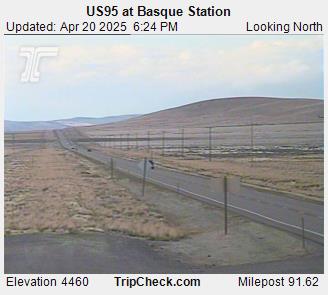 US95 at Basque Station
Updated: Apr 20 2025 6:24 PM Looking North
Elevation 4460 TripCheck.com Milepost 91.62